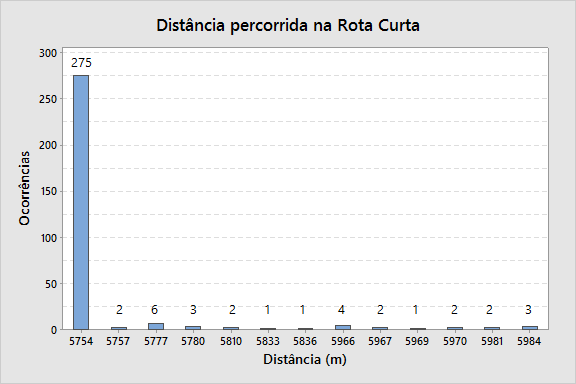 Distância percorrida na Rota Curta
Ocorrências
300
250
200
150
100
50
0
275 2 6 3 2 1 1 4 2 1 2 2 3
5754 5757 5777 5780 5810 5833 5836 5966 5967 5969 5970 5981 5984
Distância (m)